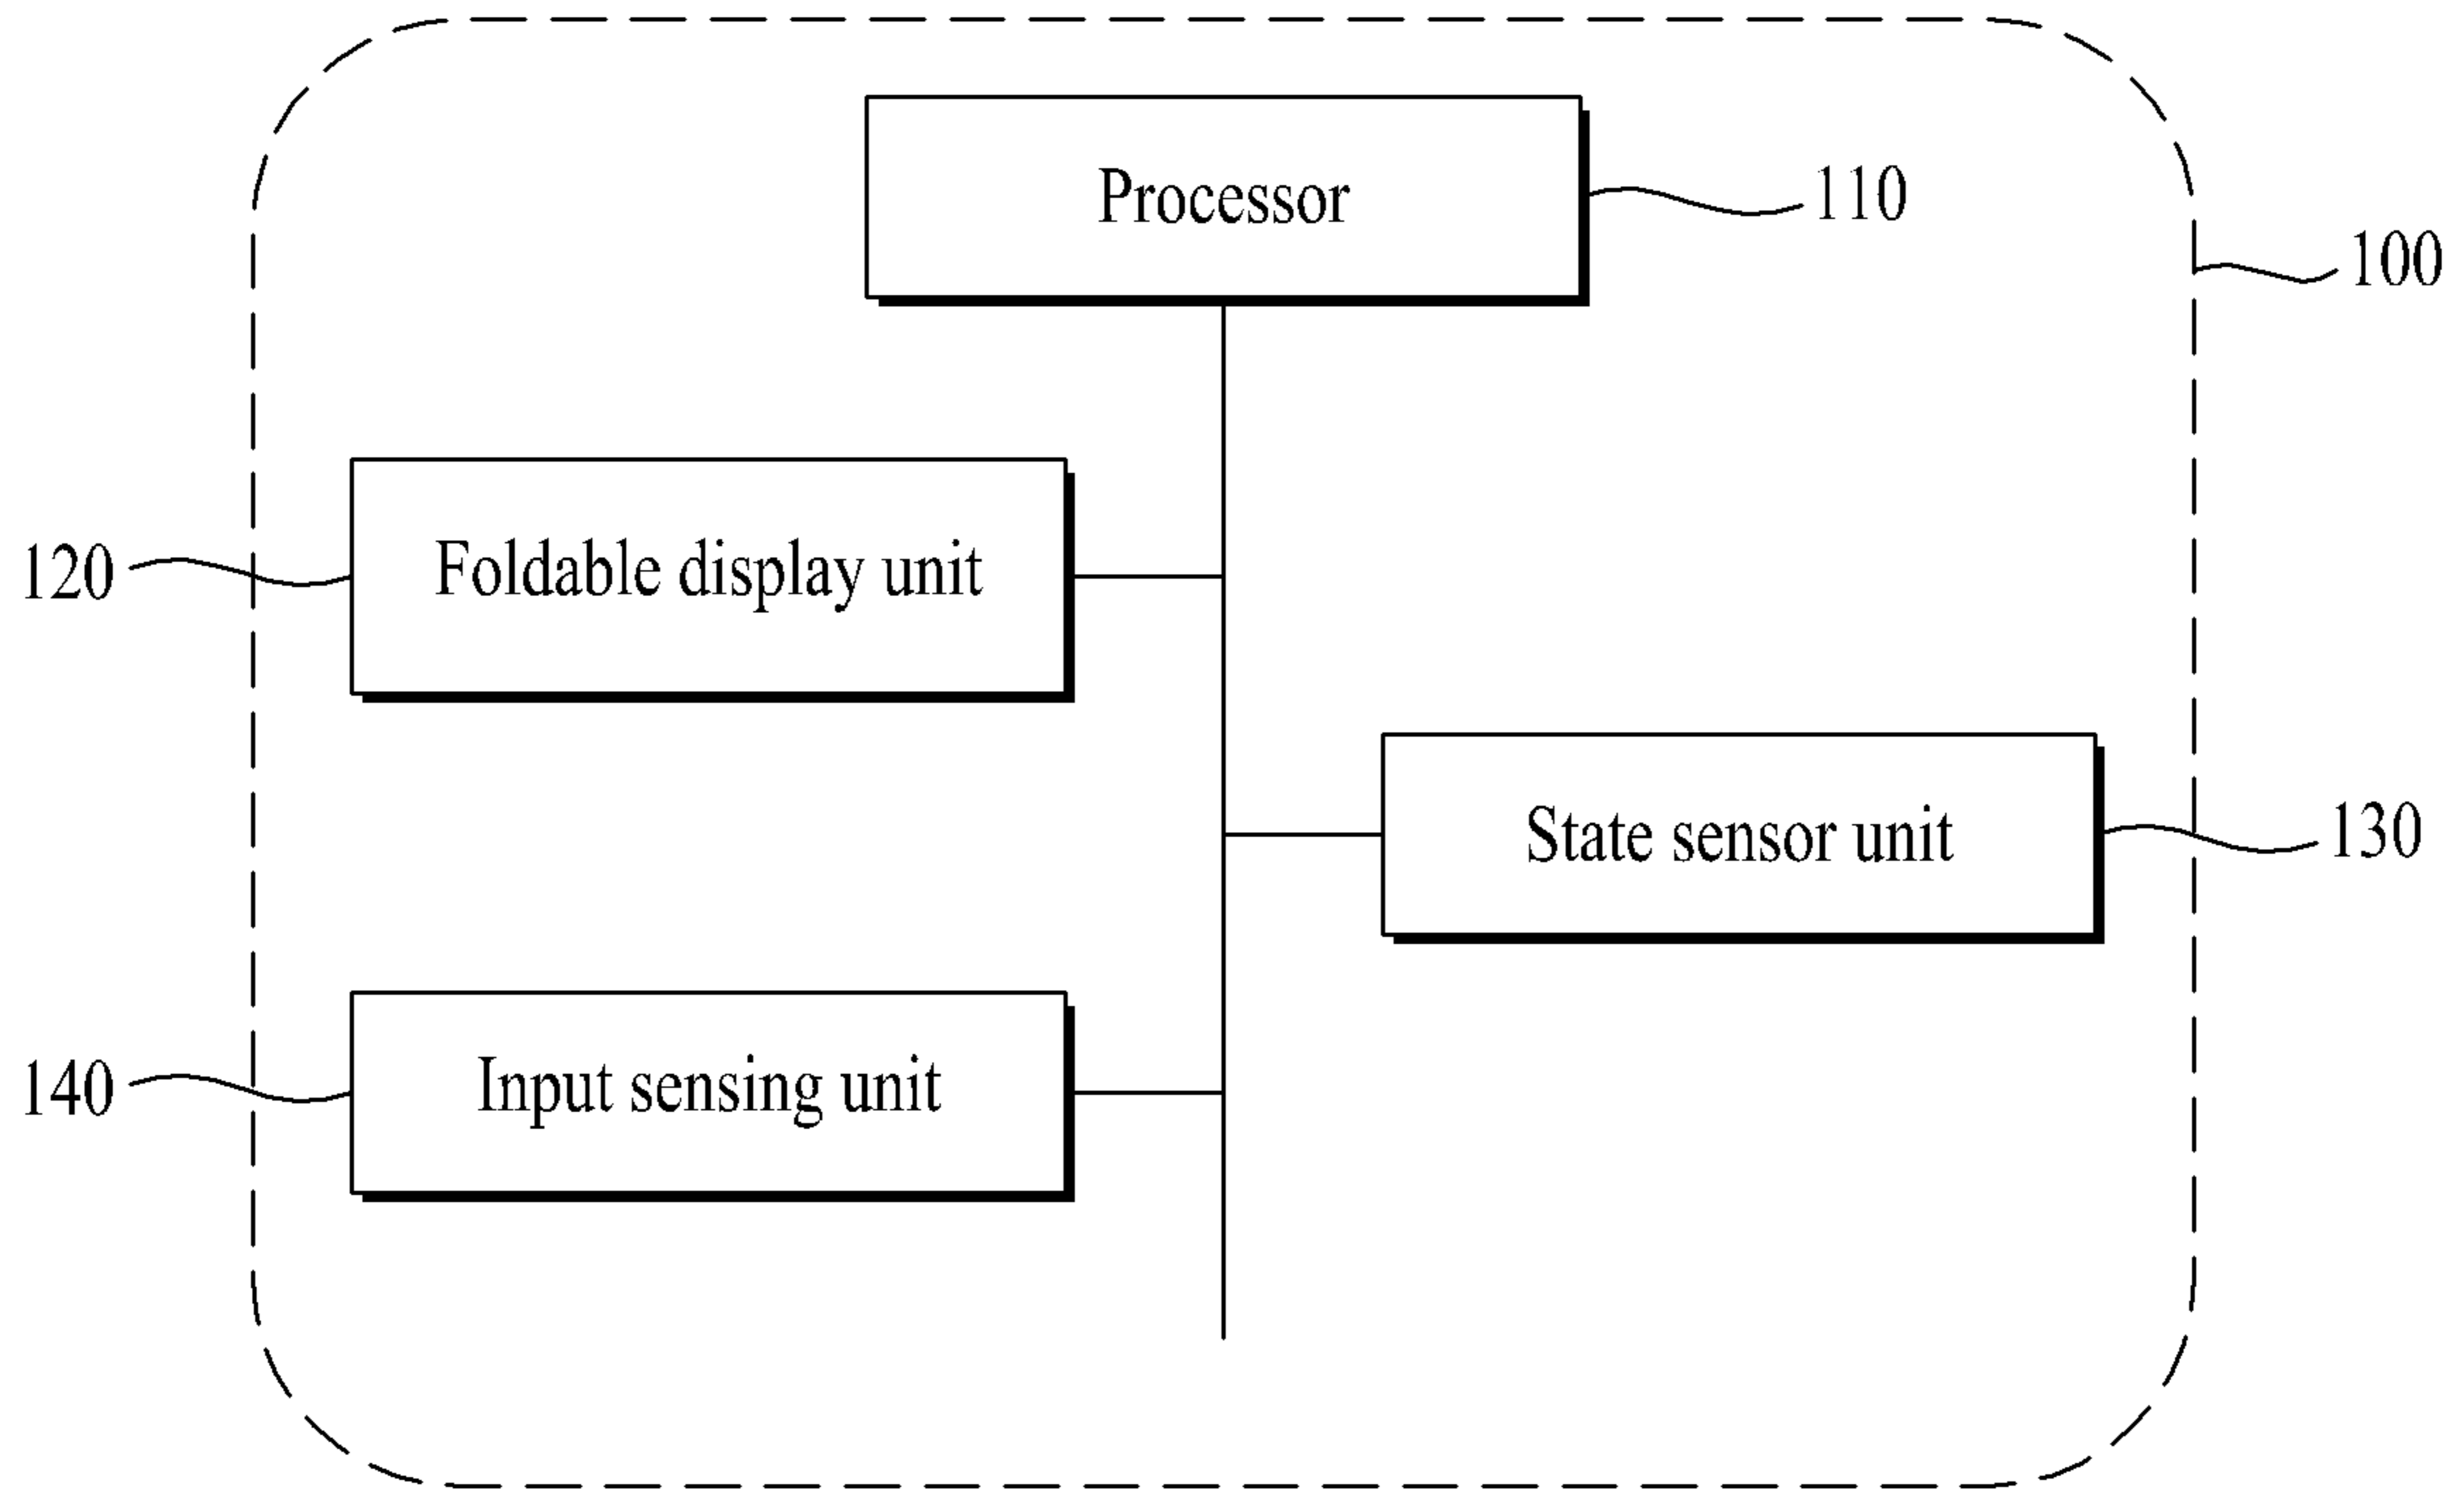 Processor
110
100
120
Foldable display unit
State sensor unit
130
140
Input sensing unit